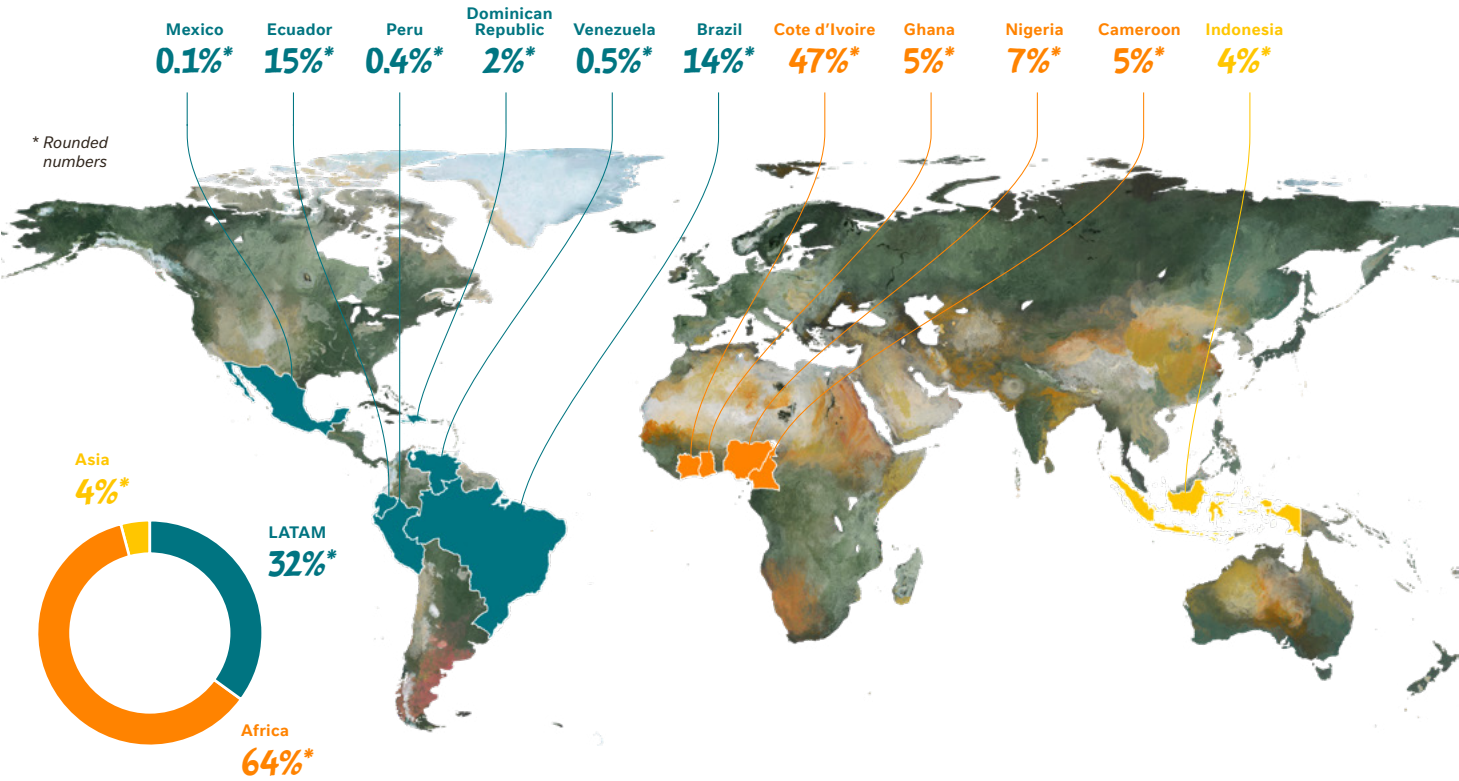 Mexico
0.1%*
Ecuador
15%*
Peru
0.4%*
Dominican
Republic
2%*
Venezuela
0.5%*
Brazil
14%*
Cote d’Ivoire
47%*
Ghana
5%*
Nigeria
7%*
Cameroon
5%*
Indonesia
4%*
* Rounded
numbers
Asia
4%*
LATAM
32%*
Africa
64%*